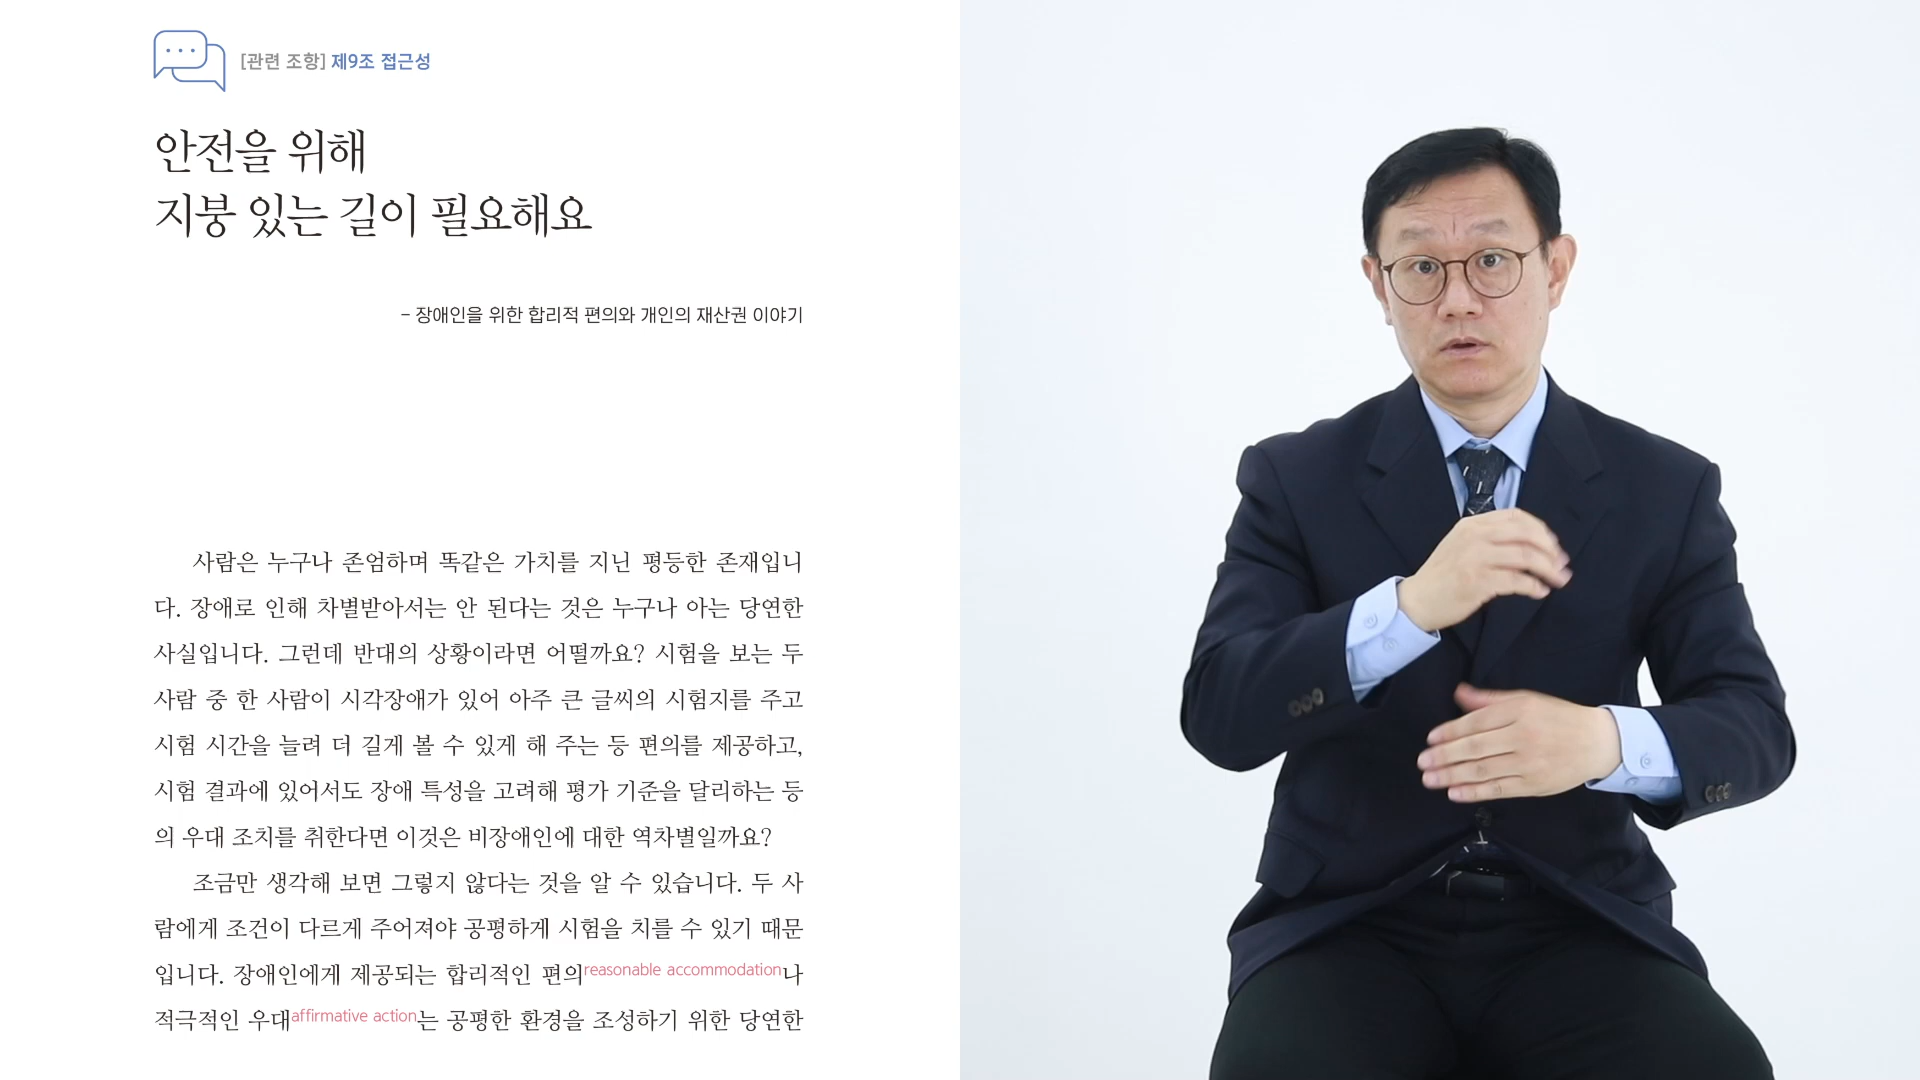 [관련 조항] 제9조 접근성
안전을 위해
지붕 있는 길이 필요해요
– 장애인을 위한 합리적 편의와 개인의 재산권 이야기
사람은 누구나 존엄하며 똑같은 가치를 지닌 평등한 존재입니
다. 장애로 인해 차별받아서는 안 된다는 것은 누구나 아는 당연한
사실입니다. 그런데 반대의 상황이라면 어떨까요? 시험을 보는 두
사람 중 한 사람이 시각장애가 있어 아주 큰 글씨의 시험지를 주고
시험 시간을 늘려 더 길게 볼 수 있게 해 주는 등 편의를 제공하고,
시험 결과에 있어서도 장애 특성을 고려해 평가 기준을 달리하는 등
의 우대 조치를 취한다면 이것은 비장애인에 대한 역차별일까요?
조금만 생각해 보면 그렇지 않다는 것을 알 수 있습니다. 두 사
람에게 조건이 다르게 주어져야 공평하게 시험을 치를 수 있기 때문
입니다. 장애인에게 제공되는 합리적인 편의reasonable accommodation나
적극적인 우대affirmative action는 공평한 환경을 조성하기 위한 당연한